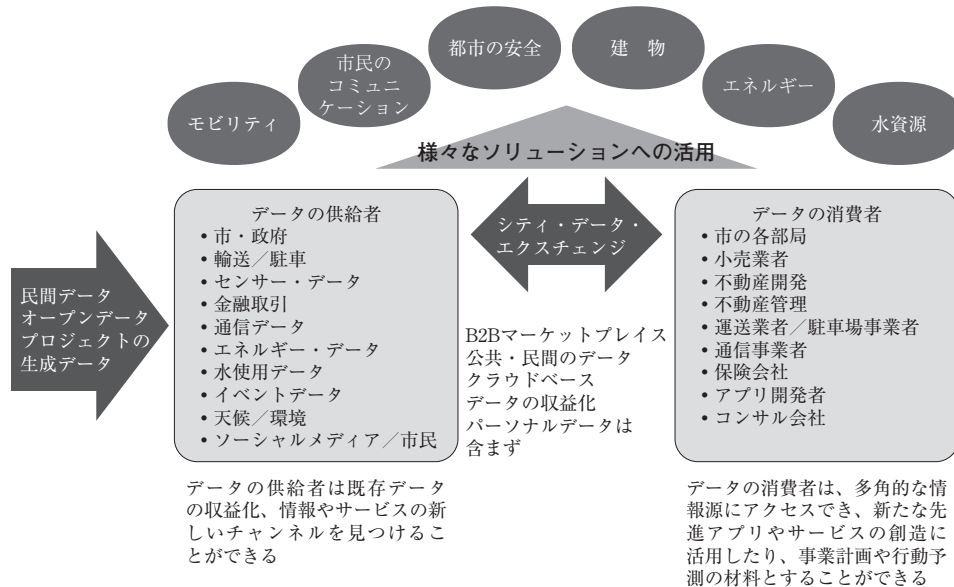 都市の安全
建　物
市民の
コミュニ
ケーション
エネルギー
モビリティ
水資源
様々なソリューションへの活用
民間データ
オープンデータ
プロジェクトの
生成データ
データの供給者
• 市・政府
• 輸送／駐車
• センサー・データ
• 金融取引
• 通信データ
• エネルギー・データ
• 水使用データ
• イベントデータ
• 天候／環境
• ソーシャルメディア／市民
シティ・データ・
エクスチェンジ
B2Bマーケットプレイス
公共・民間のデータ
クラウドベース
データの収益化
パーソナルデータは
含まず
データの消費者
• 市の各部局
• 小売業者
• 不動産開発
• 不動産管理
• 運送業者／駐車場事業者
• 通信事業者
• 保険会社
• アプリ開発者
• コンサル会社
データの供給者は既存データ
の収益化、情報やサービスの新
しいチャンネルを見つけるこ
とができる
データの消費者は、多角的な情
報源にアクセスでき、新たな先
進アプリやサービスの創造に
活用したり、事業計画や行動予
測の材料とすることができる